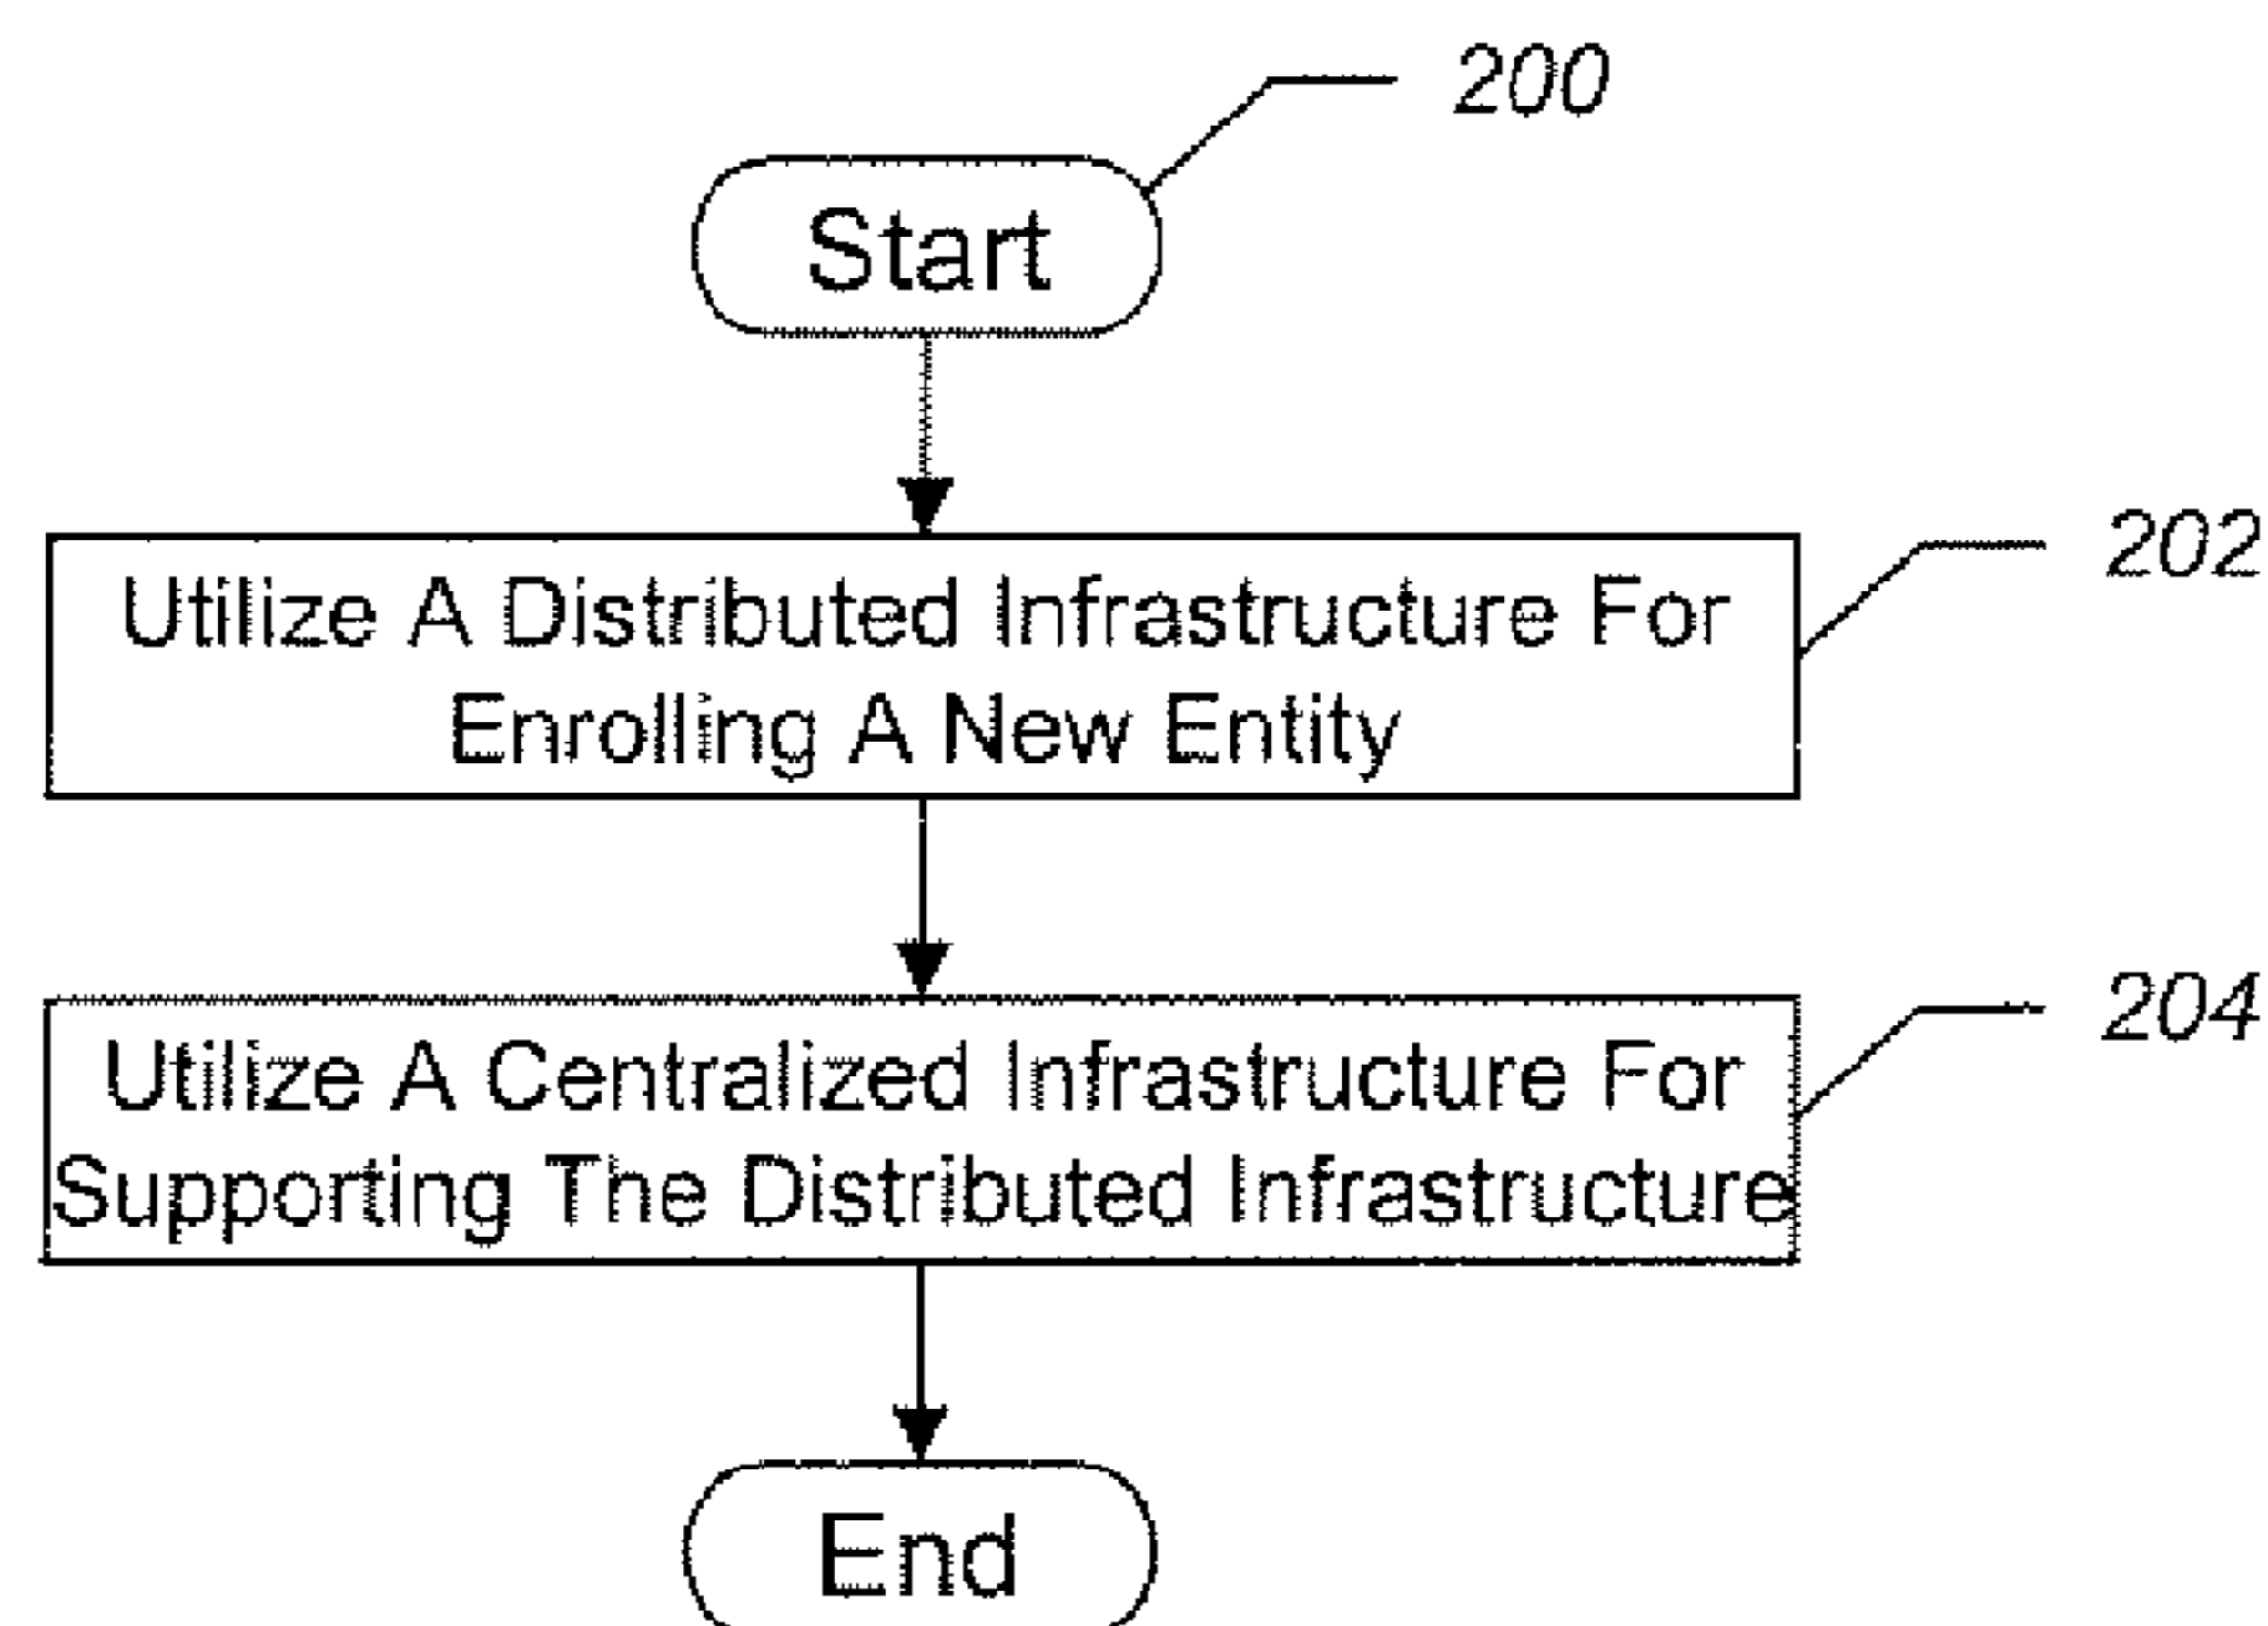 200
Start
202
Utilize A Distributed Infrastructure For
Enrolling A New Entity
204
Utilize A Centralized Infrastructure For
Supporting The Distributed Infrastructure
End